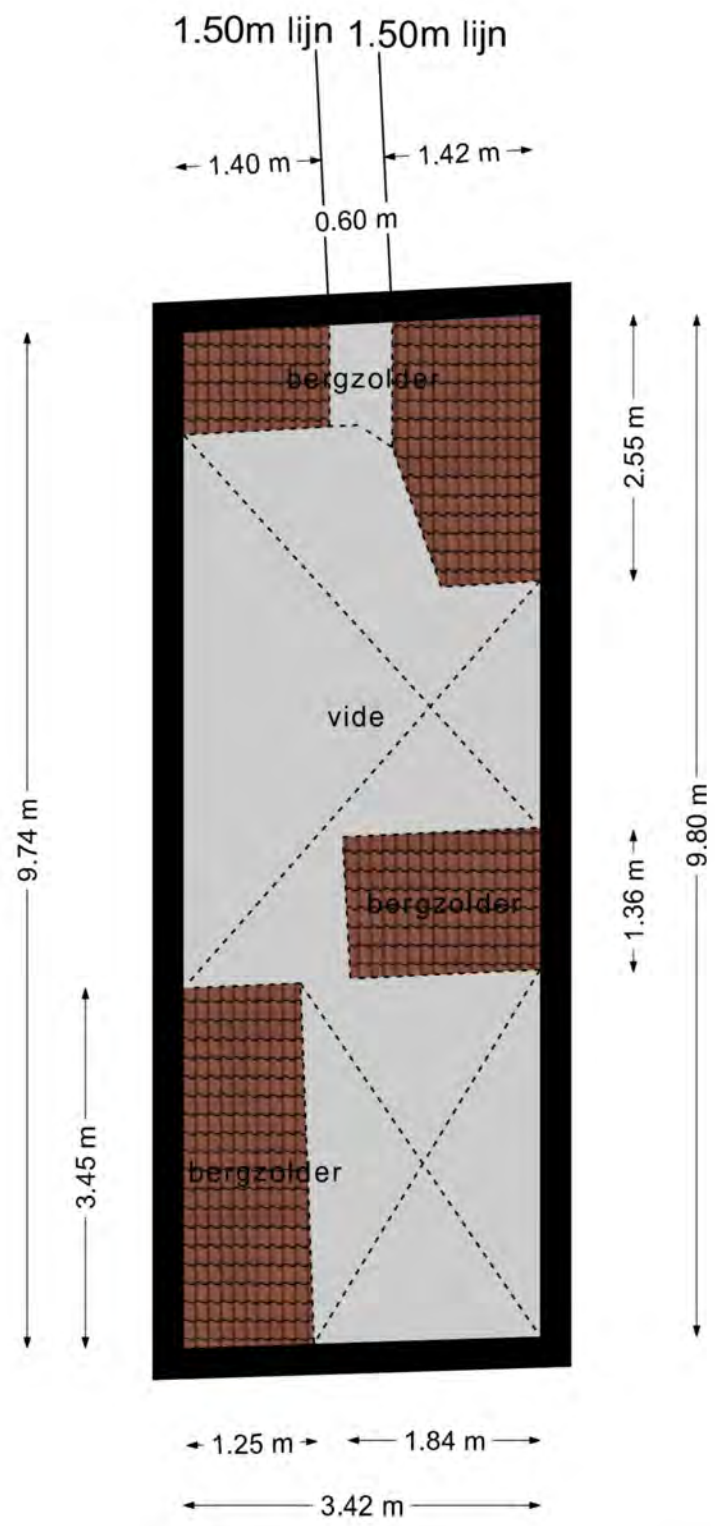 1.50m lijn 1.50m lijn
1.40 m
1.42 m
0.60 m
bergzolder
2.55 m
vide
9.74 m
9.80 m
bergzolder
1.36 m
3.45 m
bergzolder
1.25 m
1.84 m
3.42 m